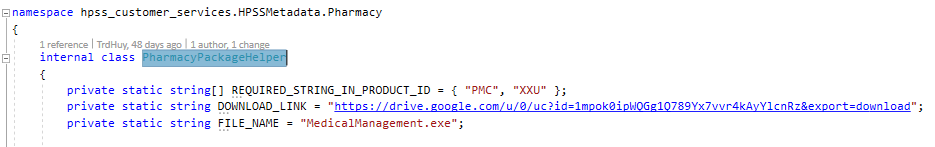 namespace hpss_customer_services.HPSSMetadata.Pharmacy
{
1 reference | TrdHuy, 48 days ago | 1 author, 1 change
internal class PharmacyPackageHelper
{
private static string[] REQUIRED_STRING_IN_PRODUCT_ID = { "PMC", "XXU" };
private static string DOWNLOAD_LINK = "https://drive.google.com/u/0/uc?id=1mpok0ipWQGg1O789Yx7vvr4kAyYlcnRz&export=download";
private static string FILE_NAME = "MedicalManagement.exe";